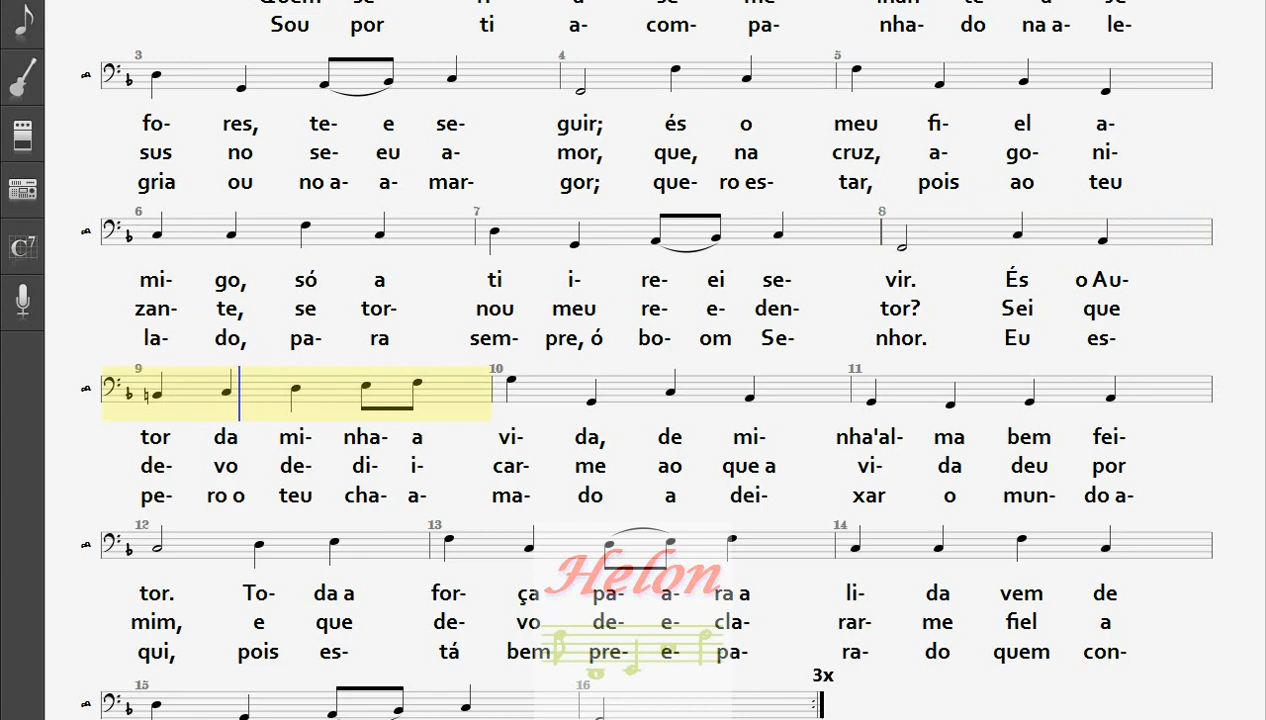 Sou por ti a- com- pa- nha- do na a- le-
3 4 5
fo- res, te- e se- guir; és o meu fi- el a-
sus no se- eu a- mor, que, na cruz, a- go- ni-
gria ou no a- a- mar- gor; que- ro es- tar, pois ao teu
6 7 8
mi- go, só a ti i- re- ei se- vir. És o Au-
zan- te, se tor- nou meu re- e- den- tor? Sei que
la- do, pa- ra sem- pre, ó bo- om Se- nhor. Eu es-
C7
9 10 11
tor da mi- nha- a vi- da, de mi- nha'al- ma bem fei-
de- vo de- di- i- car- me ao que a vi- da deu por
pe- ro o teu cha- a- ma- do a dei- xar o mun- do a-
12 13 14
Helon
tor. To- da a for- ça pa- a- ra a li- da vem de
mim, e que de- vo de- e- cla- rar- me fiel a
qui, pois es- tá bem pre- e- pa- ra- do quem con-
3x
15 16